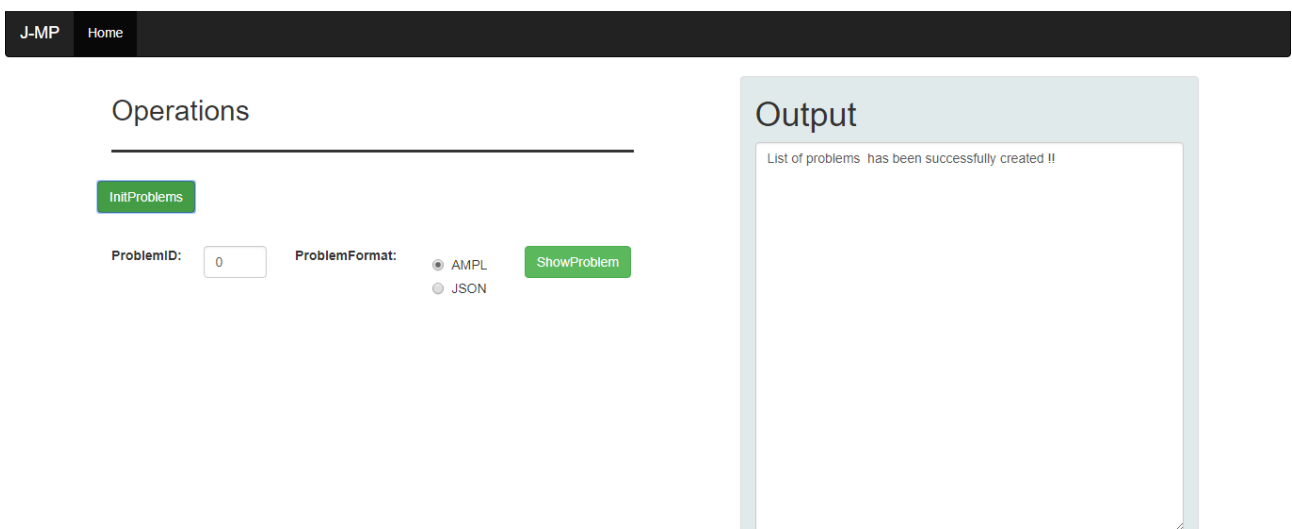 J-MP Home
Operations
InitProblems
ProblemID: 0 ProblemFormat: AMPL ShowProblem
JSON
Output
List of problems  has been successfully created !!